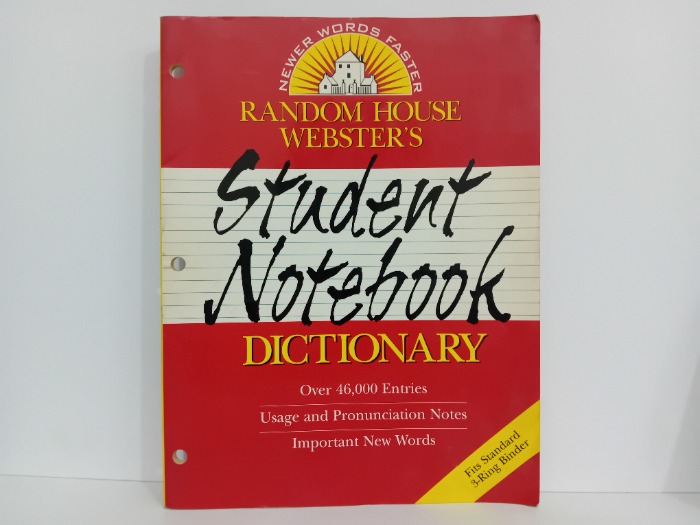 NEWER WORDS FASTER
RANDOM HOUSE
WEBSTER'S
Student
Notebook
DICTIONARY
Over 46,000 Entries
Usage and Pronunciation Notes
Important New Words
Fits Standard
3-Ring Binder